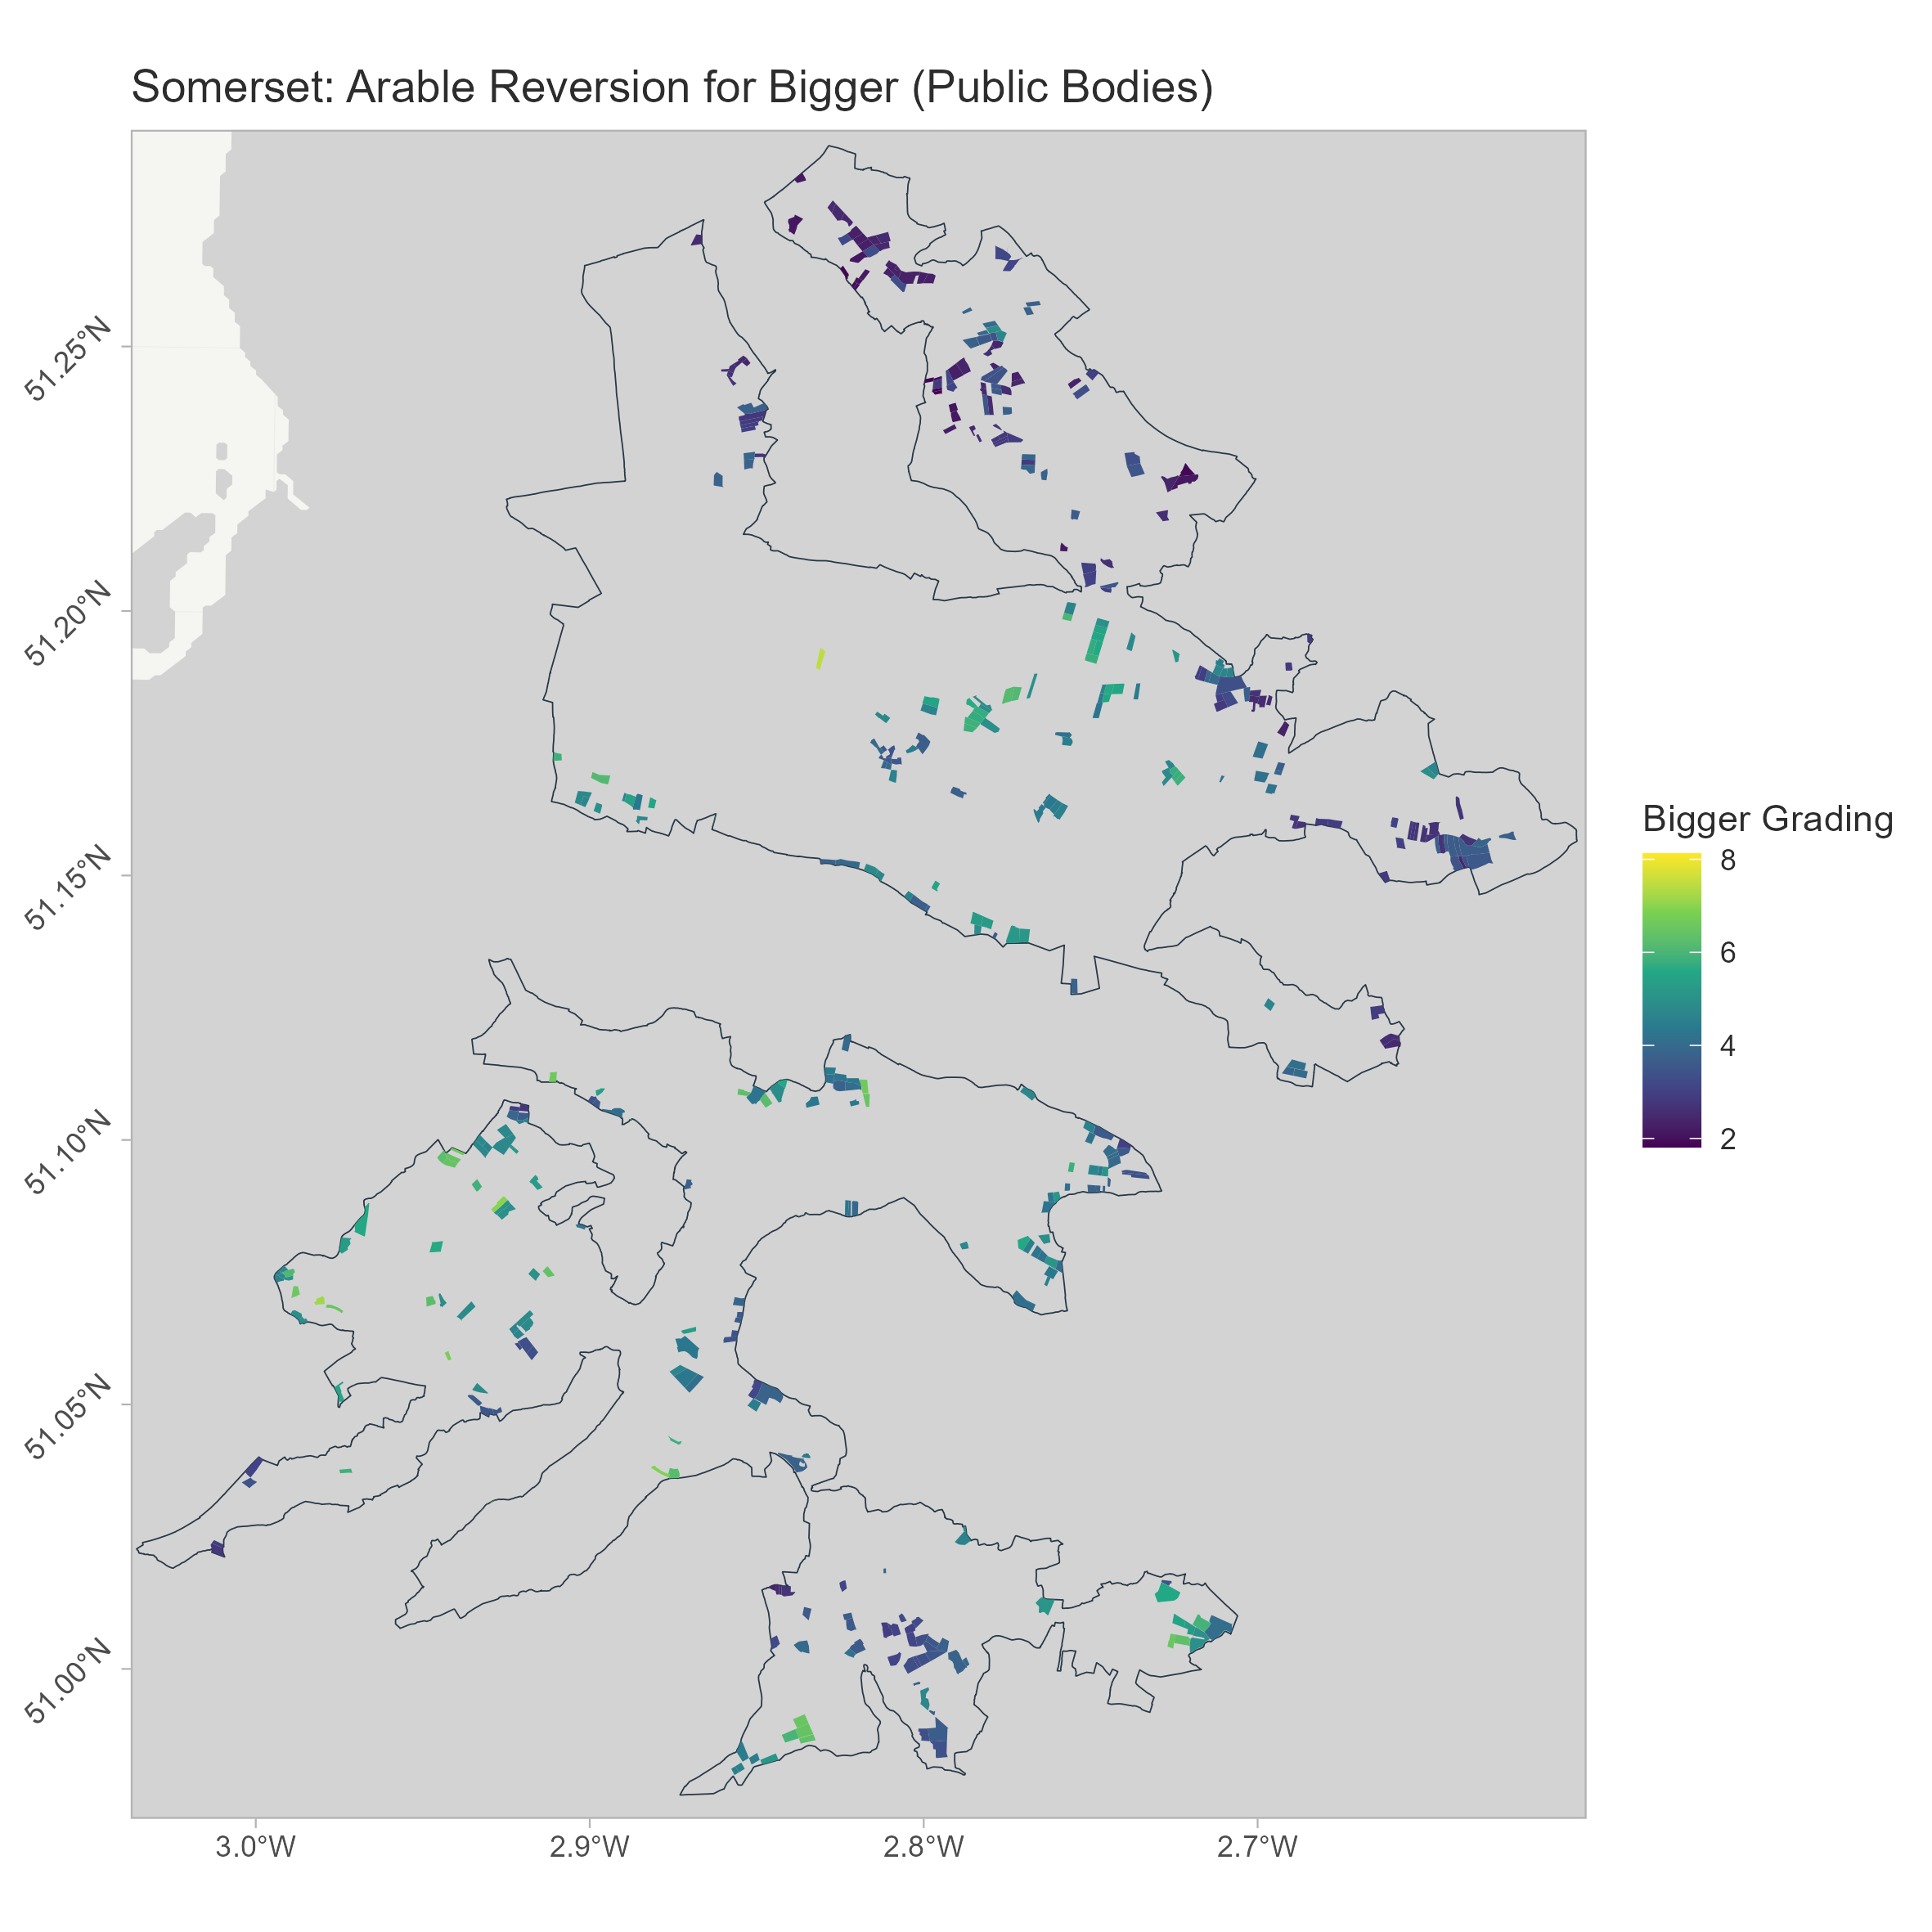 Somerset: Arable Reversion for Bigger (Public Bodies)
51.25°N
51.20°N
51.15°N
51.10°N
51.05°N
51.00°N
3.0°W
2.9°W
2.8°W
2.7°W
Bigger Grading
8
6
4
2